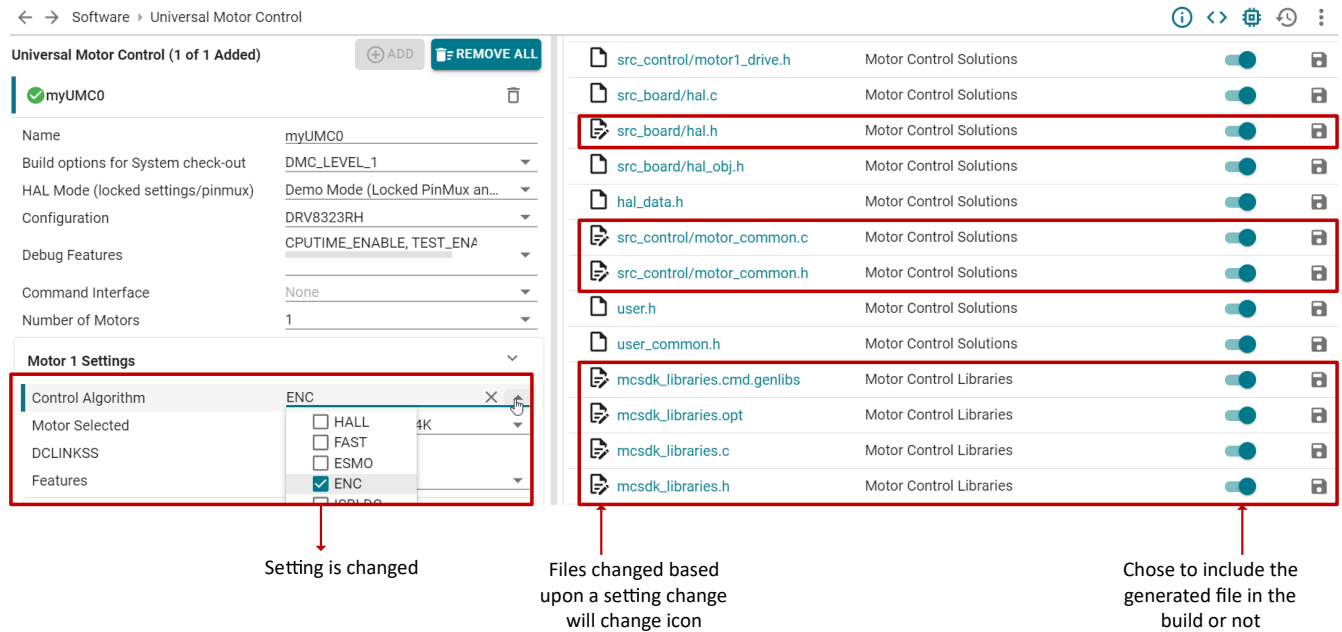 Software Universal Motor Control
Universal Motor Control (1 of 1 Added)
ADD
REMOVE ALL
myUMC0
Name myUMC0
Build options for System check-out DMC_LEVEL_1
HAL Mode (locked settings/pinmux) Demo Mode (Locked PinMux an...
Configuration DRV8323RH
Debug Features CPUTIME_ENABLE, TEST_ENA
Command Interface None
Number of Motors 1
Motor 1 Settings
Control Algorithm ENC
Motor Selected 4K
DCLINKSS
Features
HALL
FAST
ESMO
ENC
src_control/motor1_drive.h Motor Control Solutions
src_board/hal.c Motor Control Solutions
src_board/hal.h Motor Control Solutions
src_board/hal_obj.h Motor Control Solutions
hal_data.h Motor Control Solutions
src_control/motor_common.c Motor Control Solutions
src_control/motor_common.h Motor Control Solutions
user.h Motor Control Solutions
user_common.h Motor Control Solutions
mcsdk_libraries.cmd.genlibs Motor Control Libraries
mcsdk_libraries.opt Motor Control Libraries
mcsdk_libraries.c Motor Control Libraries
mcsdk_libraries.h Motor Control Libraries
Setting is changed
Files changed based
upon a setting change
will change icon
Chose to include the
generated file in the
build or not